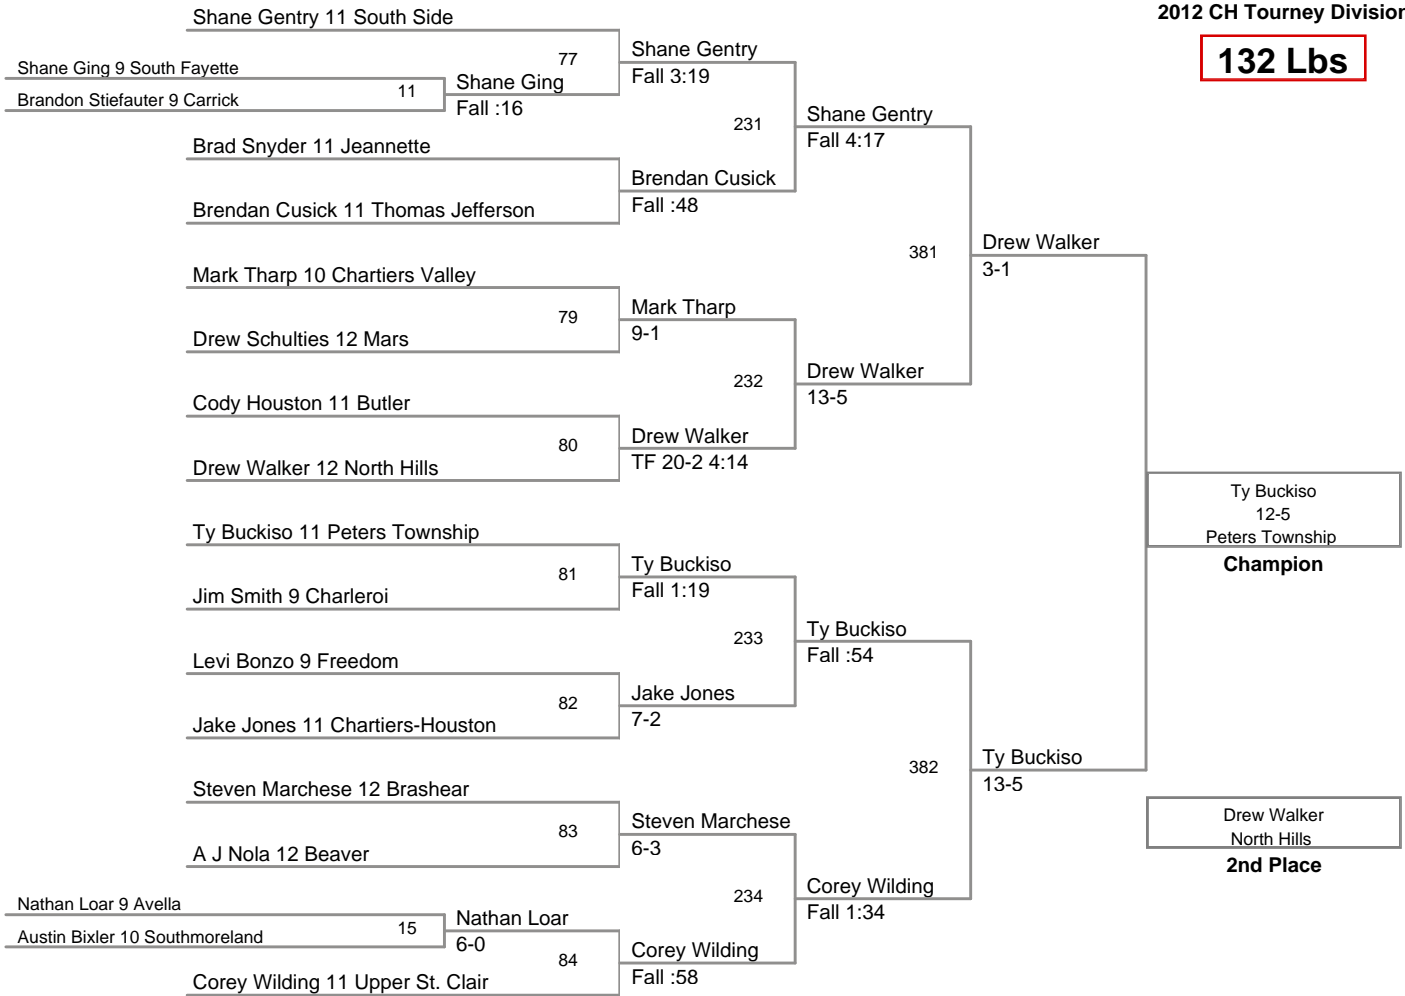 2012 CH Tourney Division
132 Lbs
Shane Gentry 11 South Side
77
Shane Gentry
Fall 3:19
Shane Ging 9 South Fayette
11
Brandon Stiefauter 9 Carrick
Shane Ging
Fall :16
231
Shane Gentry
Fall 4:17
Brad Snyder 11 Jeannette
Brendan Cusick
Fall :48
Brendan Cusick 11 Thomas Jefferson
381
Drew Walker
3-1
Mark Tharp 10 Chartiers Valley
79
Mark Tharp
9-1
Drew Schulties 12 Mars
232
Drew Walker
13-5
Cody Houston 11 Butler
80
Drew Walker
TF 20-2 4:14
Drew Walker 12 North Hills
Ty Buckiso
12-5
Peters Township
Champion
Ty Buckiso 11 Peters Township
81
Ty Buckiso
Fall 1:19
Jim Smith 9 Charleroi
233
Ty Buckiso
Fall :54
Levi Bonzo 9 Freedom
82
Jake Jones
7-2
Jake Jones 11 Chartiers-Houston
382
Ty Buckiso
13-5
Steven Marchese 12 Brashear
83
Steven Marchese
6-3
A J Nola 12 Beaver
Drew Walker
North Hills
2nd Place
234
Corey Wilding
Fall 1:34
Nathan Loar 9 Avella
15
Austin Bixler 10 Southmoreland
Nathan Loar
6-0
84
Corey Wilding
Fall :58
Corey Wilding 11 Upper St. Clair